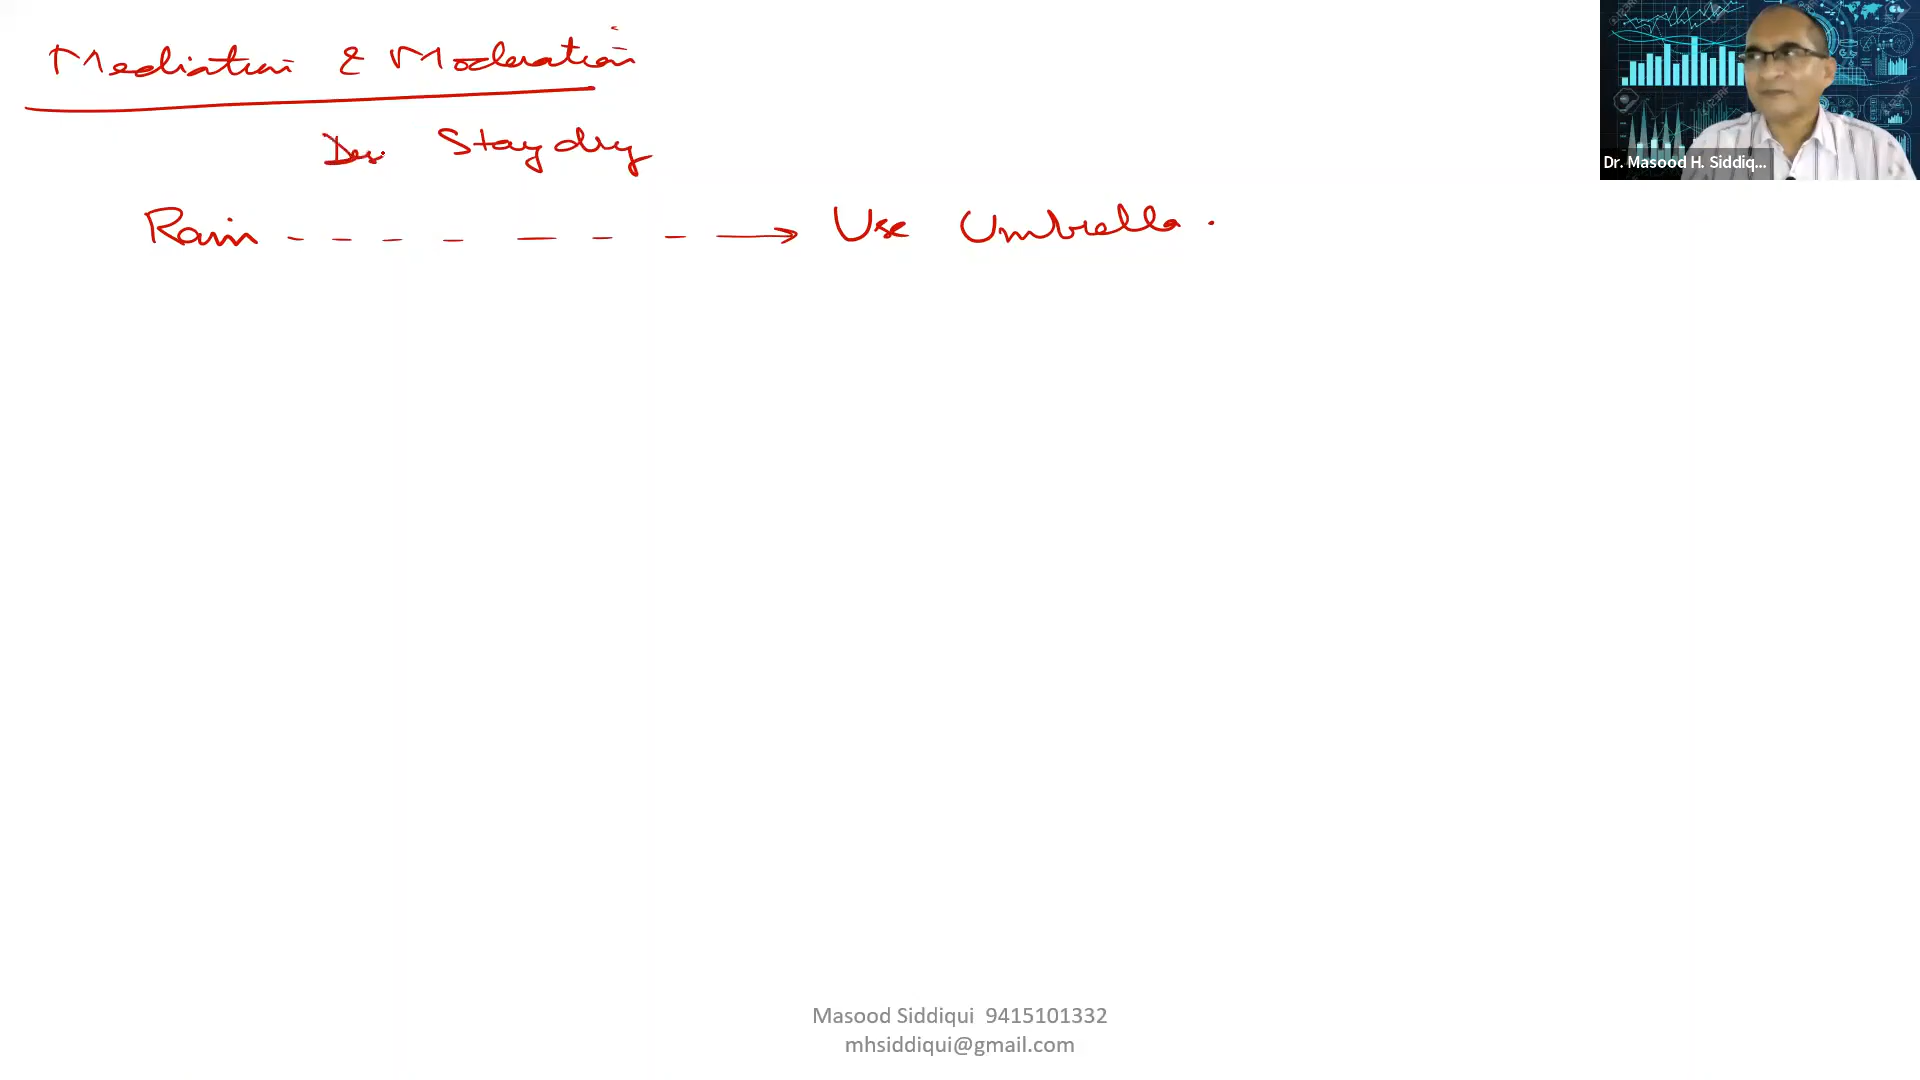 Mediation & Moderation
Des Stay dry
Rain - - - - - - - → Use Umbrella .
Dr. Masood H. Siddiq...
Masood Siddiqui 9415101332
mhsiddiqui@gmail.com